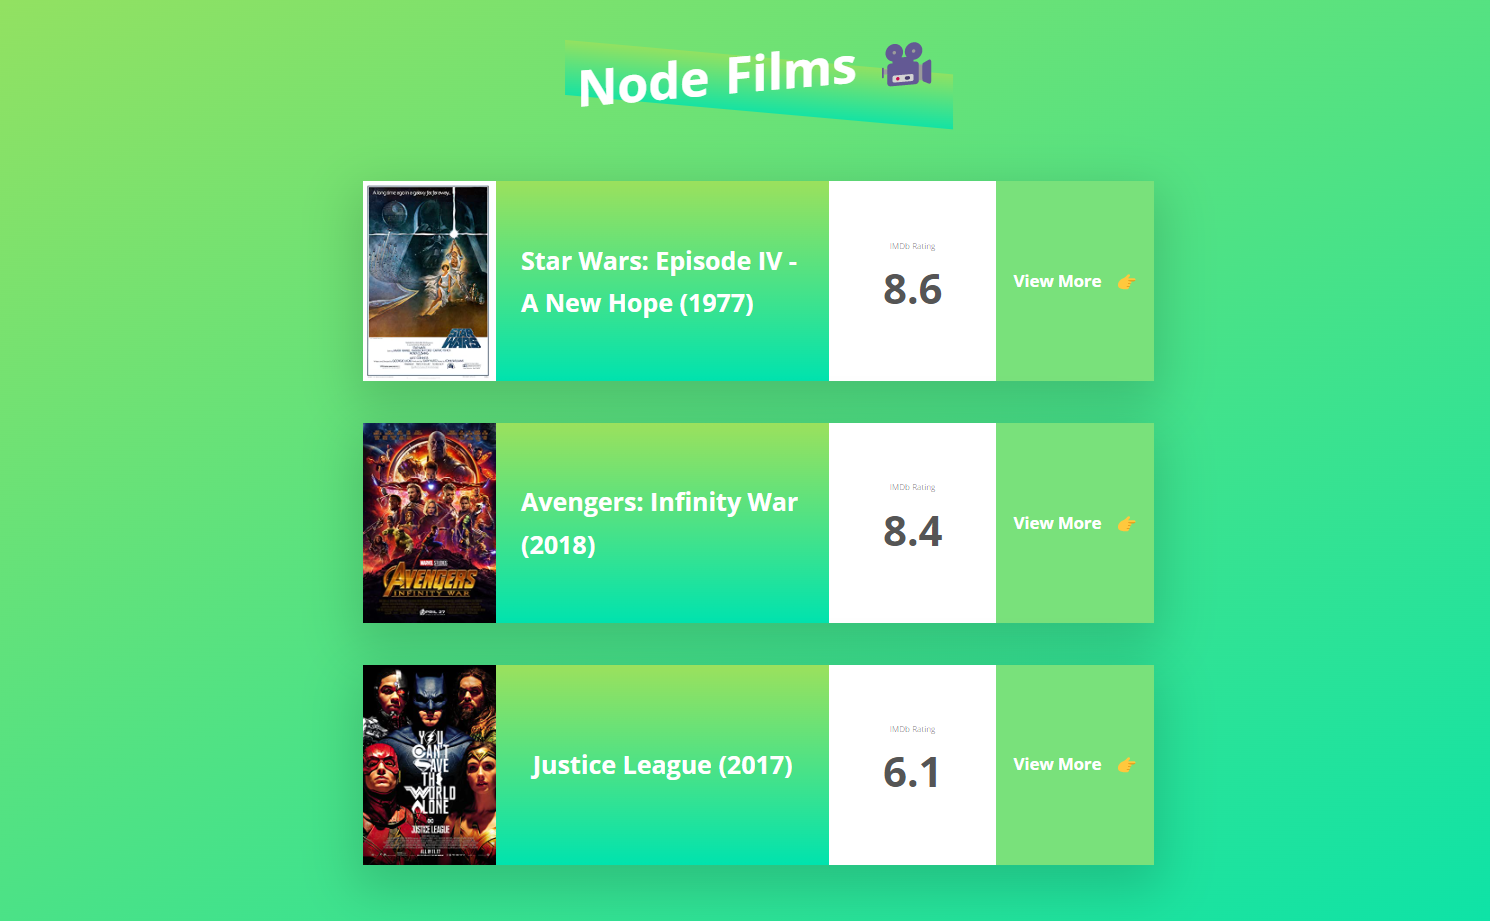 Node Films
A long time ago in a galaxy far, far away...
STAR
WARS
Star Wars: Episode IV -
A New Hope (1977)
IMDb Rating
8.6
View More
MARVEL STUDIOS
AVENGERS
INFINITY WAR
APRIL 27
Avengers: Infinity War
(2018)
IMDb Rating
8.4
View More
YOU
CAN'T
SAVE
THE
WORLD
ALONE
DC
JUSTICE LEAGUE
Justice League (2017)
IMDb Rating
6.1
View More